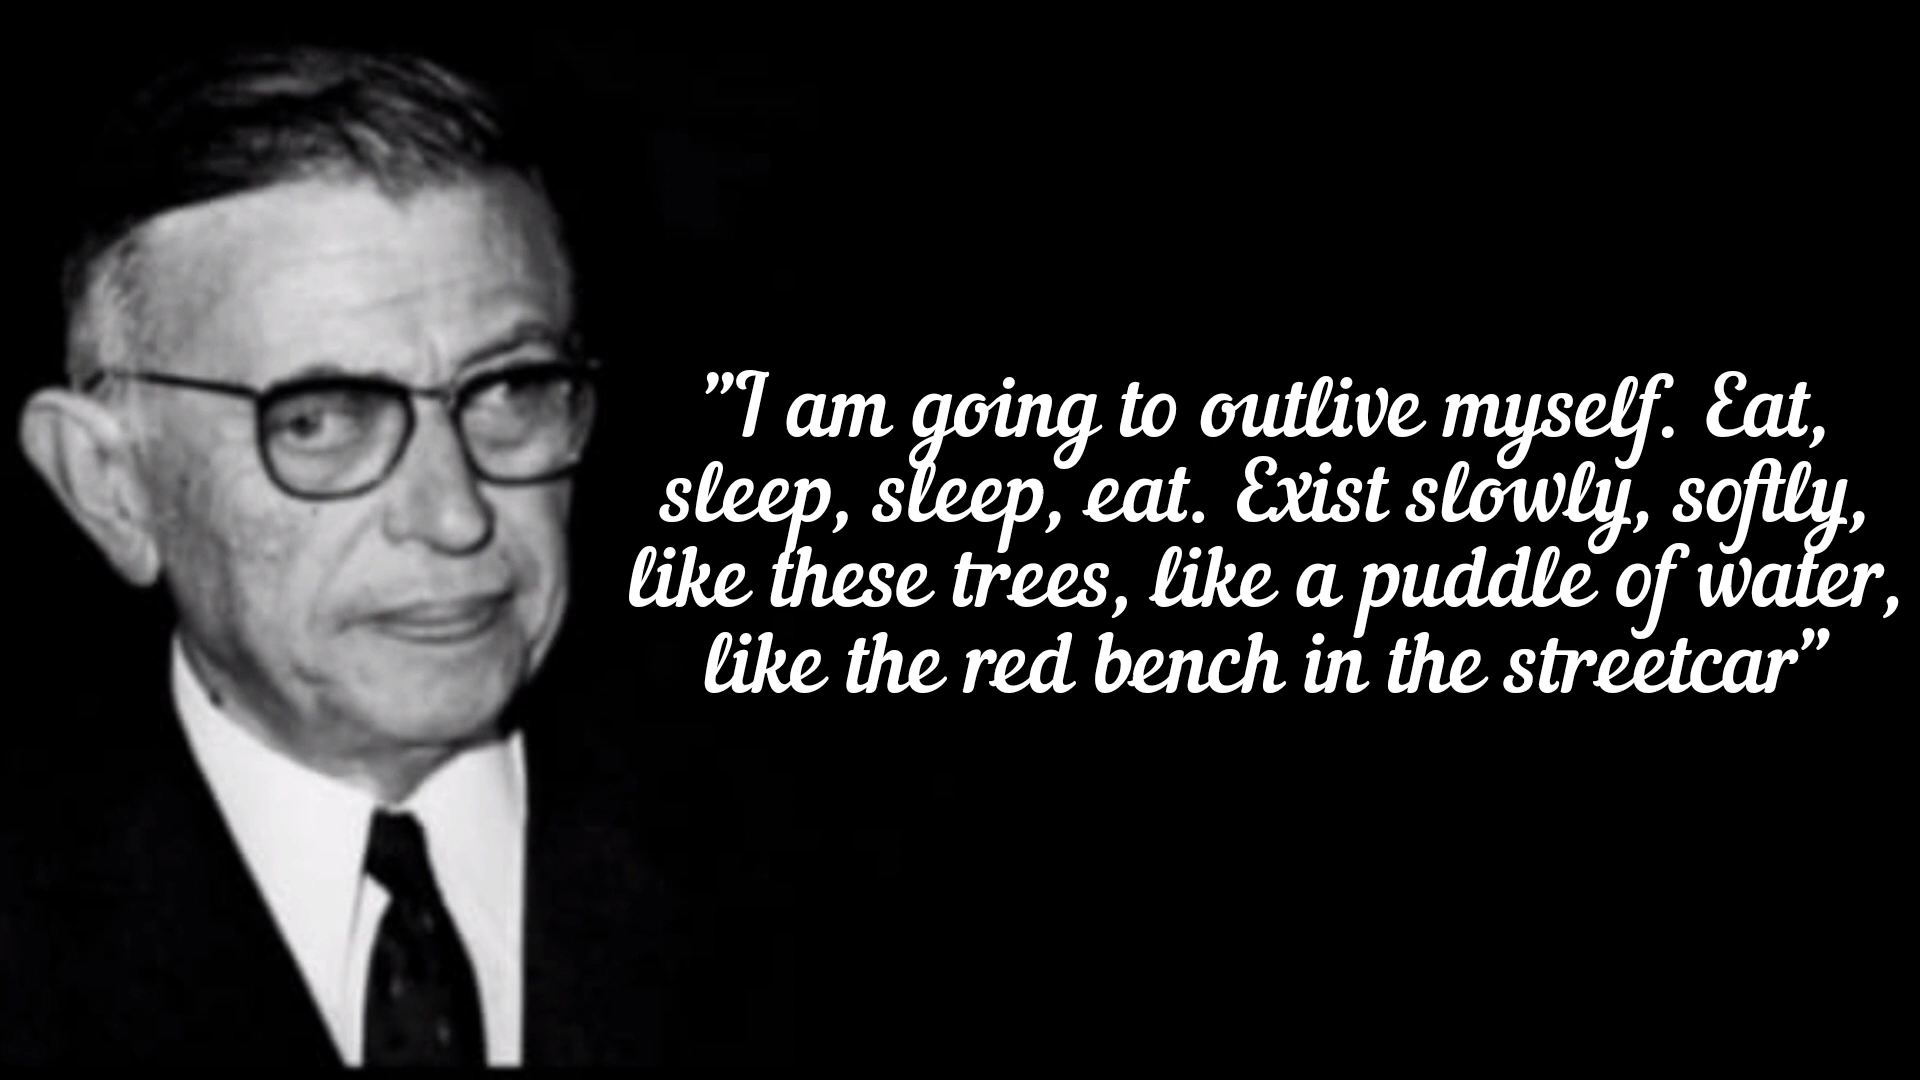 ”I am going to outlive myself. Eat,
sleep, sleep, eat. Exist slowly, softly,
like these trees, like a puddle of water,
like the red bench in the streetcar”